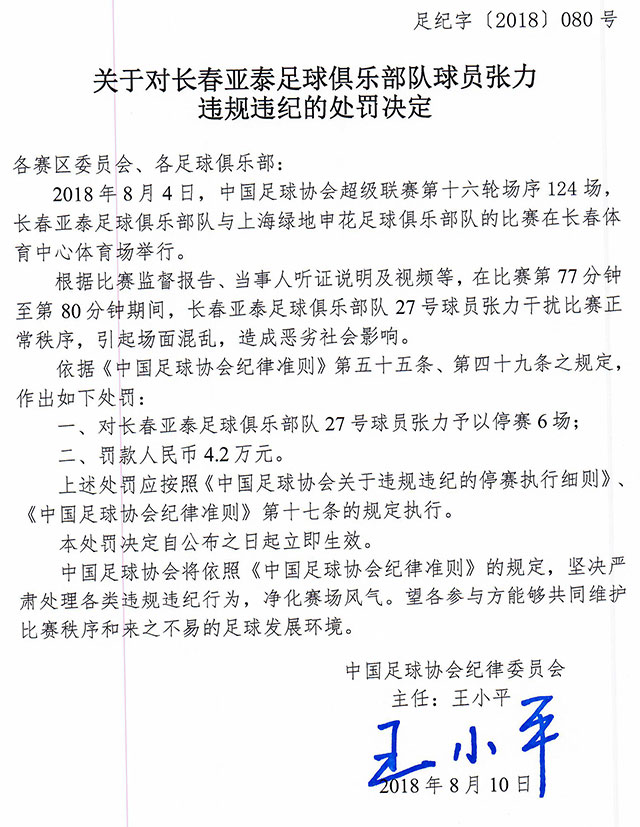 足纪字〔2018〕080号
关于对长春亚泰足球俱乐部队球员张力
违规违纪的处罚决定
各赛区委员会、各足球俱乐部：
2018年8月4日，中国足球协会超级联赛第十六轮场序124场，
长春亚泰足球俱乐部队与上海绿地申花足球俱乐部队的比赛在长春体
育中心体育场举行。
根据比赛监督报告、当事人听证说明及视频等，在比赛第77分钟
至第80分钟期间，长春亚泰足球俱乐部队27号球员张力干扰比赛正
常秩序，引起场面混乱，造成恶劣社会影响。
依据《中国足球协会纪律准则》第五十五条、第四十九条之规定，
作出如下处罚：
一、对长春亚泰足球俱乐部队27号球员张力予以停赛6场；
二、罚款人民币4.2万元。
上述处罚应按照《中国足球协会关于违规违纪的停赛执行细则》、
《中国足球协会纪律准则》第十七条的规定执行。
本处罚决定自公布之日起立即生效。
中国足球协会将依照《中国足球协会纪律准则》的规定，坚决严
肃处理各类违规违纪行为，净化赛场风气。望各参与方能够共同维护
比赛秩序和来之不易的足球发展环境。
中国足球协会纪律委员会
主任：王小平
王小平
2018年8月10日